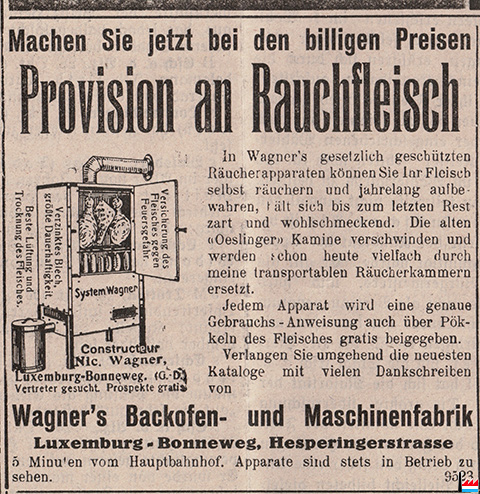 Machen Sie jetzt bei den billigen Preisen
Provision an Rauchfleisch
In Wagner's gesetzlich geschützten
Räucherapparaten können Sie Ihr Fleisch
selbst räuchern und jahrelang aufbe-
wahren, hält sich bis zum letzten Rest
zart und wohlschmeckend. Die alten
«Oeslinger» Kamine verschwinden und
werden schon heute vielfach durch
meine transportablen Räucherkammern
ersetzt.
Jedem Apparat wird eine genaue
Gebrauchs-Anweisung auch über Pök-
keln des Fleisches gratis beigegeben.
Verlangen Sie umgehend die neuesten
Kataloge mit vielen Dankschreiben
von
Beste Lüftung und
Trocknung des Fleisches.
Verzinktes Blech,
größte Dauerhaftigkeit.
Versicherung des
Fleisches gegen
Feuersgefahr.
System Wagner
Constructeur
Nic. Wagner,
Luxemburg-Bonneweg. (G.-D.)
Vertreter gesucht. Prospekte gratis
Wagner's Backofen- und Maschinenfabrik
Luxemburg-Bonneweg, Hesperingerstrasse
5 Minuten vom Hauptbahnhof. Apparate sind stets in Betrieb zu
sehen.